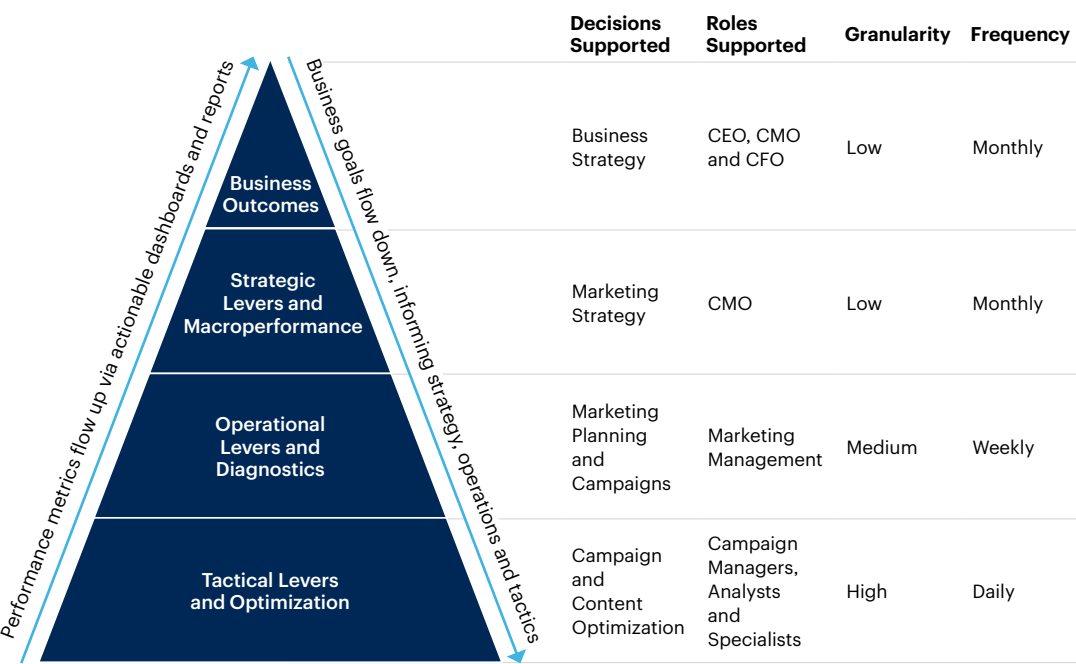 Decisions
Supported
Roles
Supported
Granularity
Frequency
Performance metrics flow up via actionable dashboards and reports
Business goals flow down, informing strategy, operations and tactics
Business
Outcomes
Business
Strategy
CEO, CMO
and CFO
Low
Monthly
Strategic
Levers and
Macroperformance
Marketing
Strategy
CMO
Low
Monthly
Operational
Levers and
Diagnostics
Marketing
Planning
and
Campaigns
Marketing
Management
Medium
Weekly
Tactical Levers
and Optimization
Campaign
and
Content
Optimization
Campaign
Managers,
Analysts
and
Specialists
High
Daily